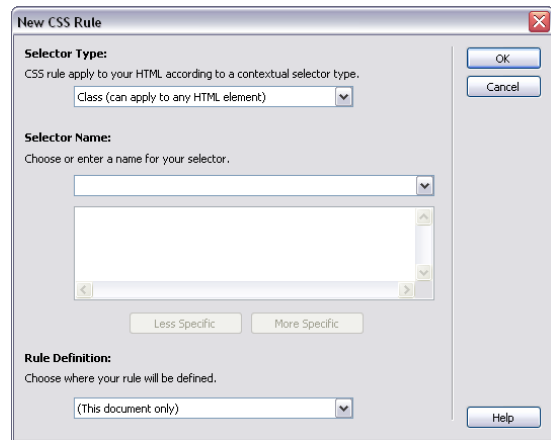 New CSS Rule
Selector Type:
OK
CSS rule apply to your HTML according to a contextual selector type.
Cancel
Class (can apply to any HTML element)
Selector Name:
Choose or enter a name for your selector.
Less Specific
More Specific
Rule Definition:
Choose where your rule will be defined.
(This document only)
Help